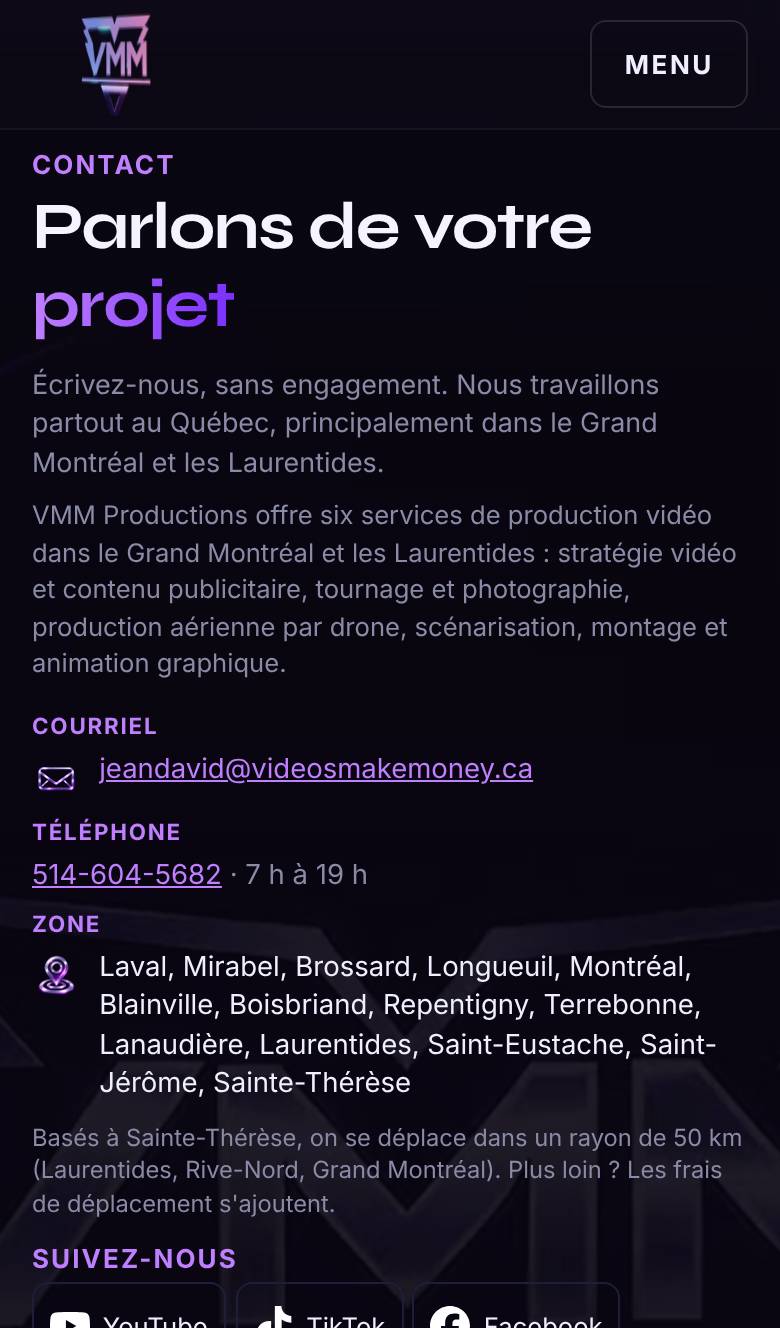 VMM
MENU
CONTACT
Parlons de votre
projet
Écrivez-nous, sans engagement. Nous travaillons
partout au Québec, principalement dans le Grand
Montréal et les Laurentides.
VMM Productions offre six services de production vidéo
dans le Grand Montréal et les Laurentides : stratégie vidéo
et contenu publicitaire, tournage et photographie,
production aérienne par drone, scénarisation, montage et
animation graphique.
COURRIEL
jeandavid@videosmakemoney.ca
TÉLÉPHONE
514-604-5682 · 7 h à 19 h
ZONE
Laval, Mirabel, Brossard, Longueuil, Montréal,
Blainville, Boisbriand, Repentigny, Terrebonne,
Lanaudière, Laurentides, Saint-Eustache, Saint-
Jérôme, Sainte-Thérèse
Basés à Sainte-Thérèse, on se déplace dans un rayon de 50 km
(Laurentides, Rive-Nord, Grand Montréal). Plus loin ? Les frais
de déplacement s'ajoutent.
SUIVEZ-NOUS
YouTube TikTok Facebook